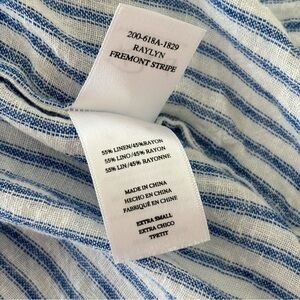 200-618A-1829
RAYLYN
FREMONT STRIPE
55% LINEN/45%RAYON
55% LINO/45% RAYON
55% LIN/45% RAYONNE
MADE IN CHINA
HECHO EN CHINA
FABRIQUÉ EN CHINE
EXTRA SMALL
EXTRA CHICO
TPETIT